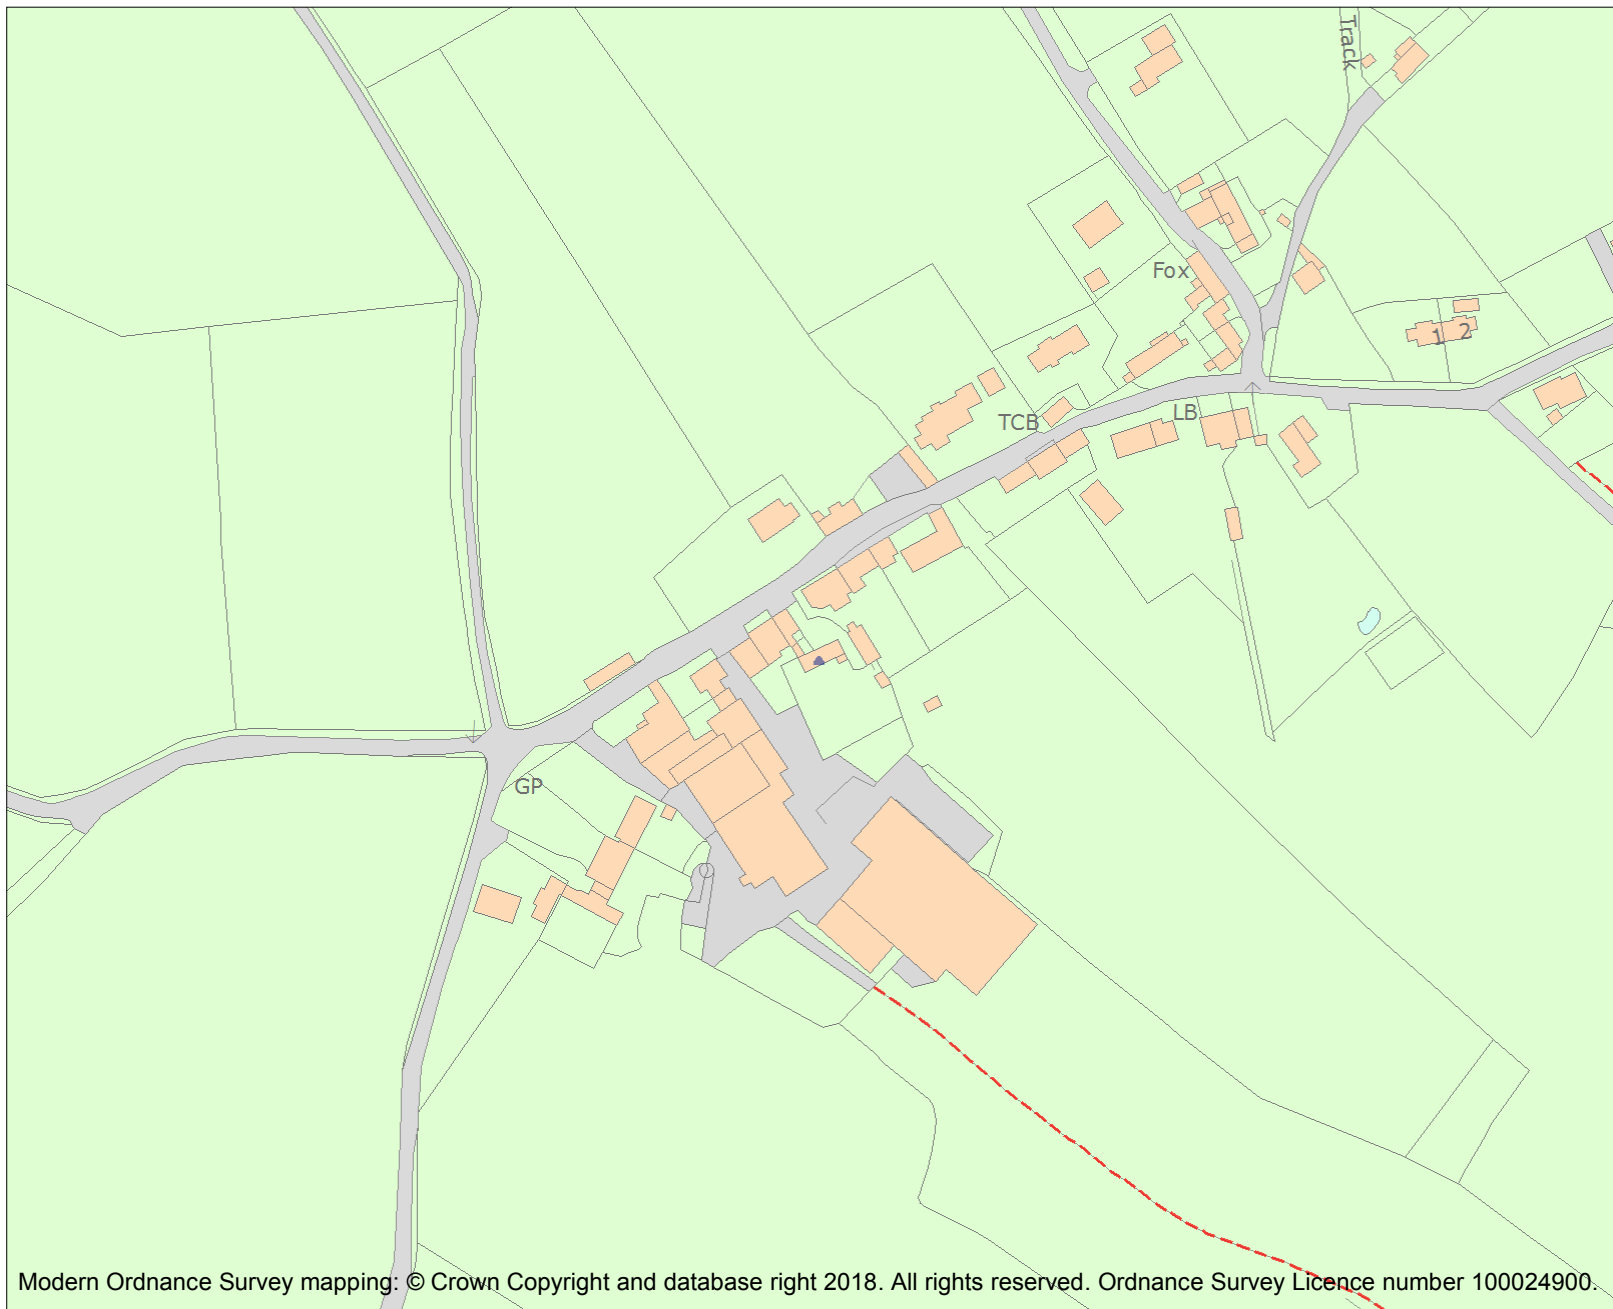 Track
Fox
1 2
TCB
LB
GP
Modern Ordnance Survey mapping: © Crown Copyright and database right 2018. All rights reserved. Ordnance Survey Licence number 100024900.